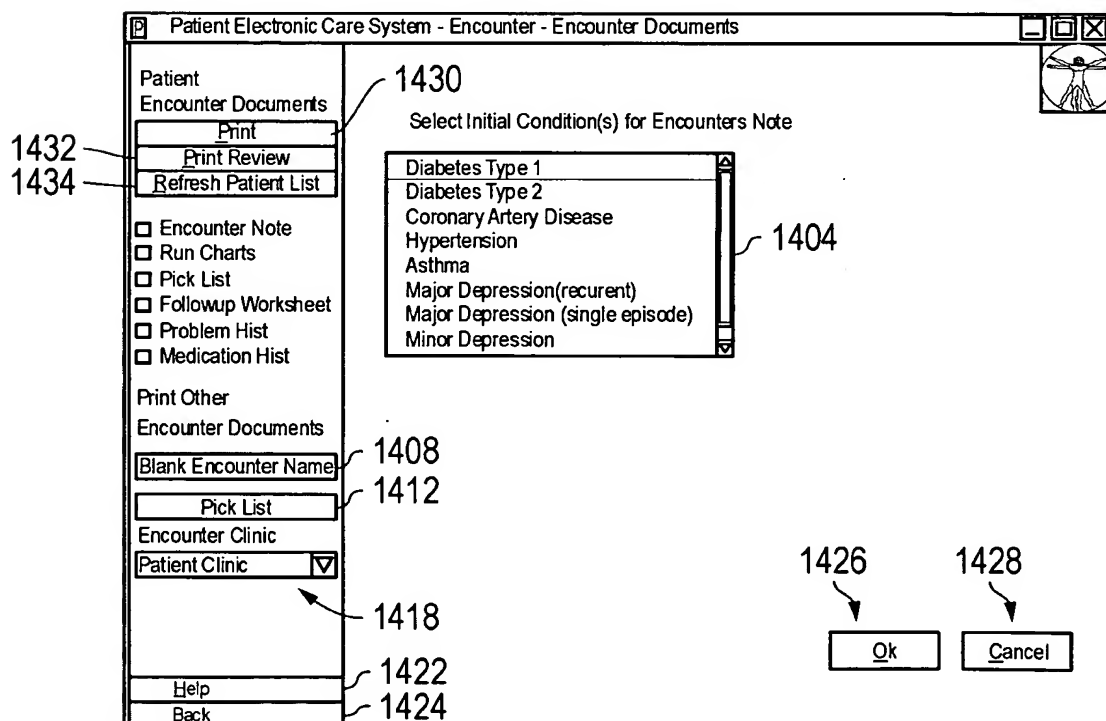 P Patient Electronic Care System - Encounter - Encounter Documents
Patient
Encounter Documents
1430
Print
1432
Print Review
1434
Refresh Patient List
Encounter Note
Run Charts
Pick List
Followup Worksheet
Problem Hist
Medication Hist
Print Other
Encounter Documents
Blank Encounter Name
1408
Pick List
1412
Encounter Clinic
Patient Clinic
1418
Help
1422
Back
1424
Select Initial Condition(s) for Encounters Note
Diabetes Type 1
Diabetes Type 2
Coronary Artery Disease
Hypertension
Asthma
Major Depression(recurent)
Major Depression (single episode)
Minor Depression
1404
1426
1428
Ok
Cancel